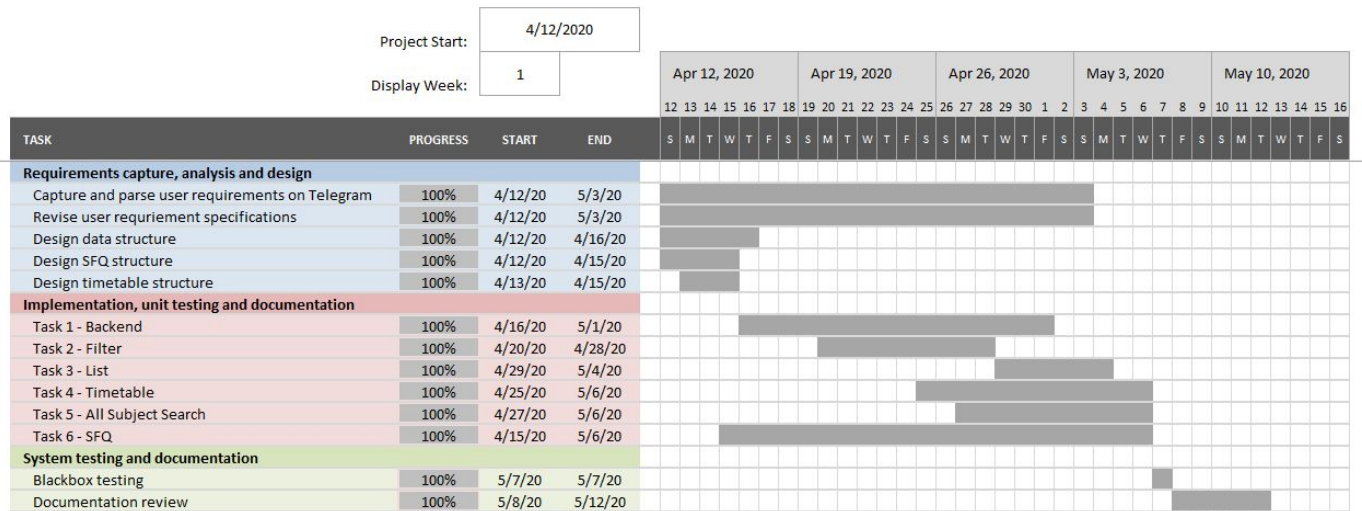 Project Start: 4/12/2020
Display Week: 1
Apr 12, 2020 Apr 19, 2020 Apr 26, 2020 May 3, 2020 May 10, 2020
12 13 14 15 16 17 18 19 20 21 22 23 24 25 26 27 28 29 30 1 2 3 4 5 6 7 8 9 10 11 12 13 14 15 16
TASK PROGRESS START END S M T W T F S S M T W T F S S M T W T F S S M T W T F S S M T W T F S
Requirements capture, analysis and design
Capture and parse user requirements on Telegram 100% 4/12/20 5/3/20
Revise user requriement specifications 100% 4/12/20 5/3/20
Design data structure 100% 4/12/20 4/16/20
Design SFQ structure 100% 4/12/20 4/15/20
Design timetable structure 100% 4/13/20 4/15/20
Implementation, unit testing and documentation
Task 1 - Backend 100% 4/16/20 5/1/20
Task 2 - Filter 100% 4/20/20 4/28/20
Task 3 - List 100% 4/29/20 5/4/20
Task 4 - Timetable 100% 4/25/20 5/6/20
Task 5 - All Subject Search 100% 4/27/20 5/6/20
Task 6 - SFQ 100% 4/15/20 5/6/20
System testing and documentation
Blackbox testing 100% 5/7/20 5/7/20
Documentation review 100% 5/8/20 5/12/20